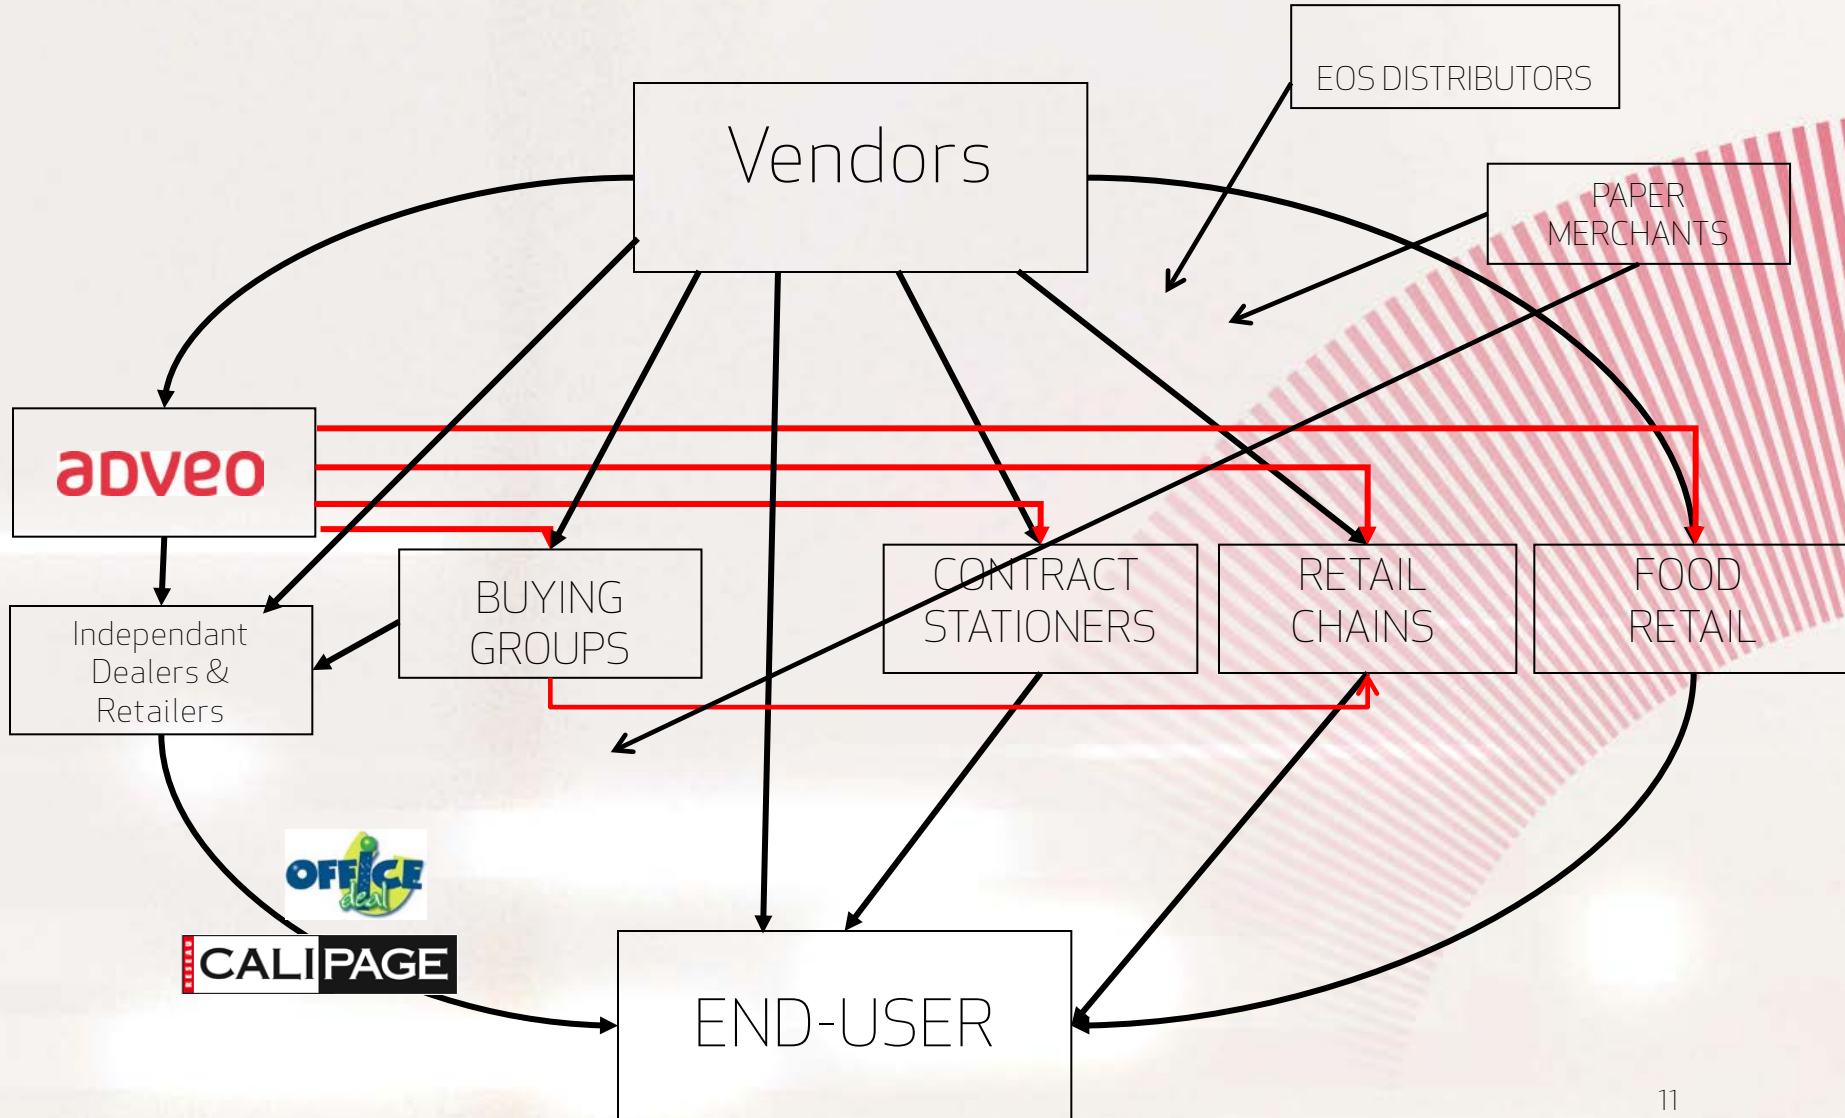 EOS DISTRIBUTORS
Vendors
PAPER
MERCHANTS
aDveo
BUYING
GROUPS
CONTRACT
STATIONERS
RETAIL
CHAINS
FOOD
RETAIL
Independant
Dealers &
Retailers
OFFiCE
deal
RESEAU
CALIPAGE
END-USER
11